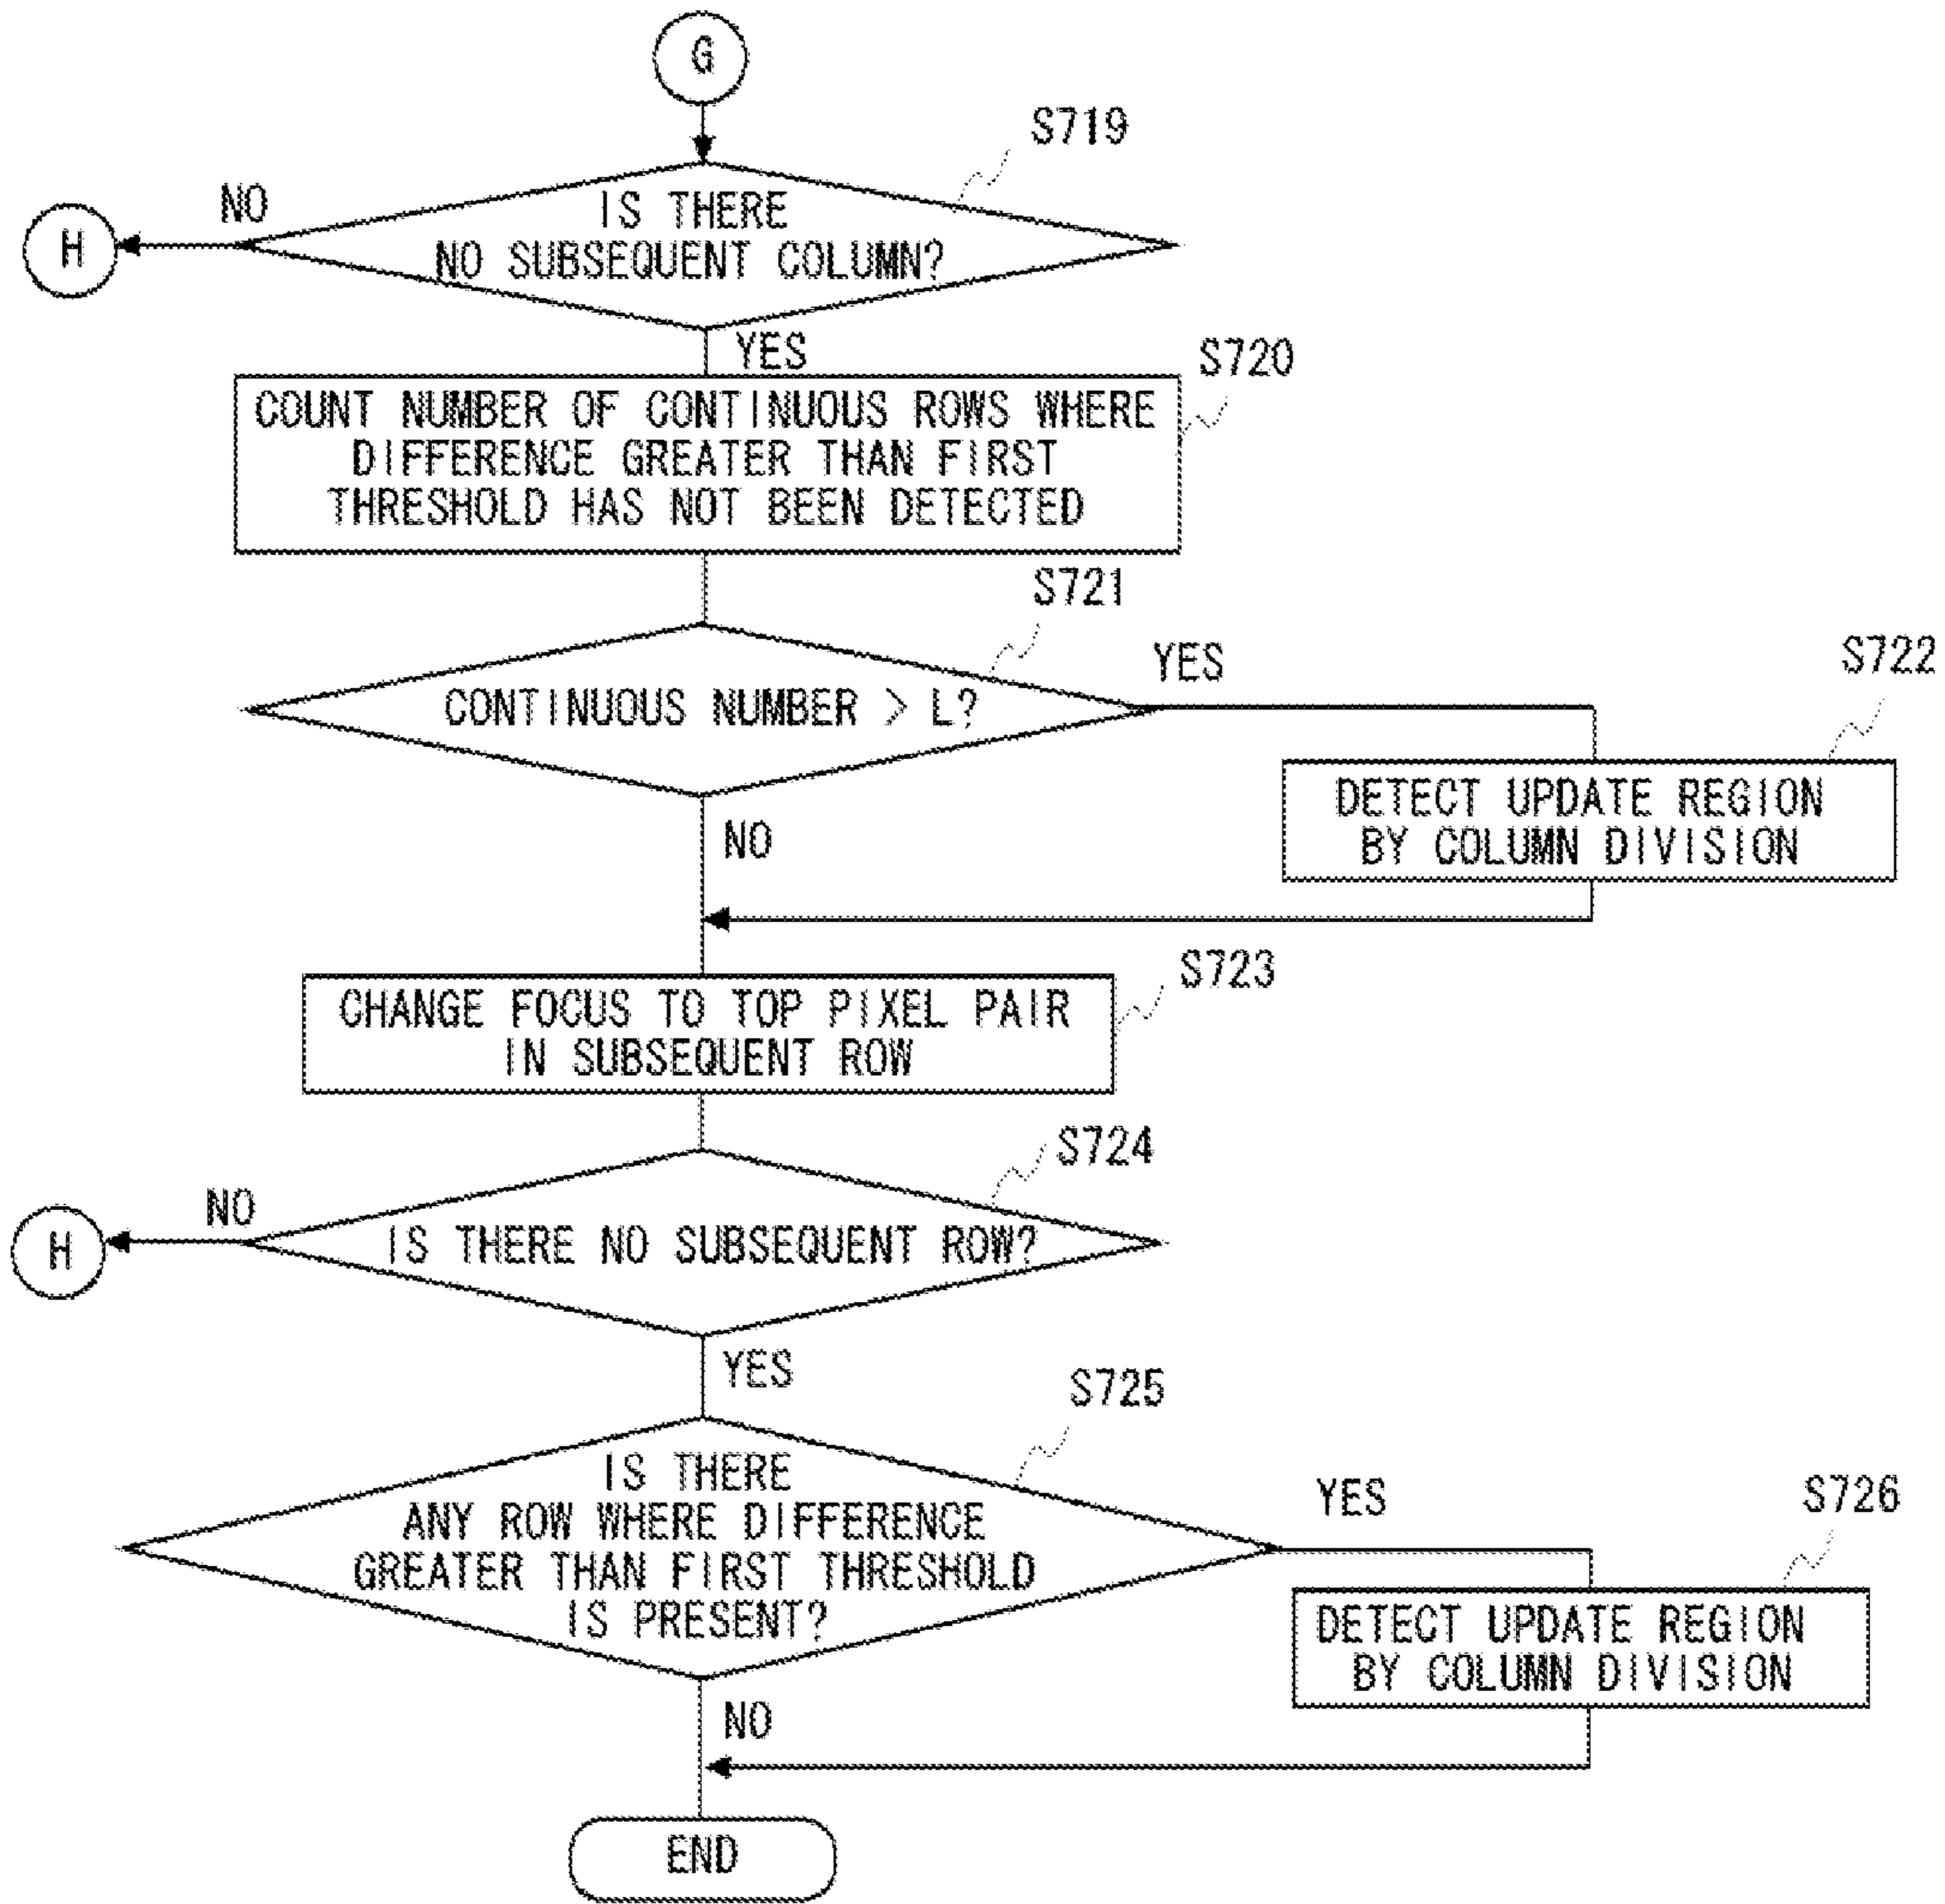 G
S719
NO
IS THERE
NO SUBSEQUENT COLUMN?
H
YES
S720
COUNT NUMBER OF CONTINUOUS ROWS WHERE
DIFFERENCE GREATER THAN FIRST
THRESHOLD HAS NOT BEEN DETECTED
S721
YES
CONTINUOUS NUMBER > L?
S722
DETECT UPDATE REGION
BY COLUMN DIVISION
NO
S723
CHANGE FOCUS TO TOP PIXEL PAIR
IN SUBSEQUENT ROW
S724
NO
H
IS THERE NO SUBSEQUENT ROW?
YES
S725
IS THERE
ANY ROW WHERE DIFFERENCE
GREATER THAN FIRST THRESHOLD
IS PRESENT?
YES
S726
DETECT UPDATE REGION
BY COLUMN DIVISION
NO
END